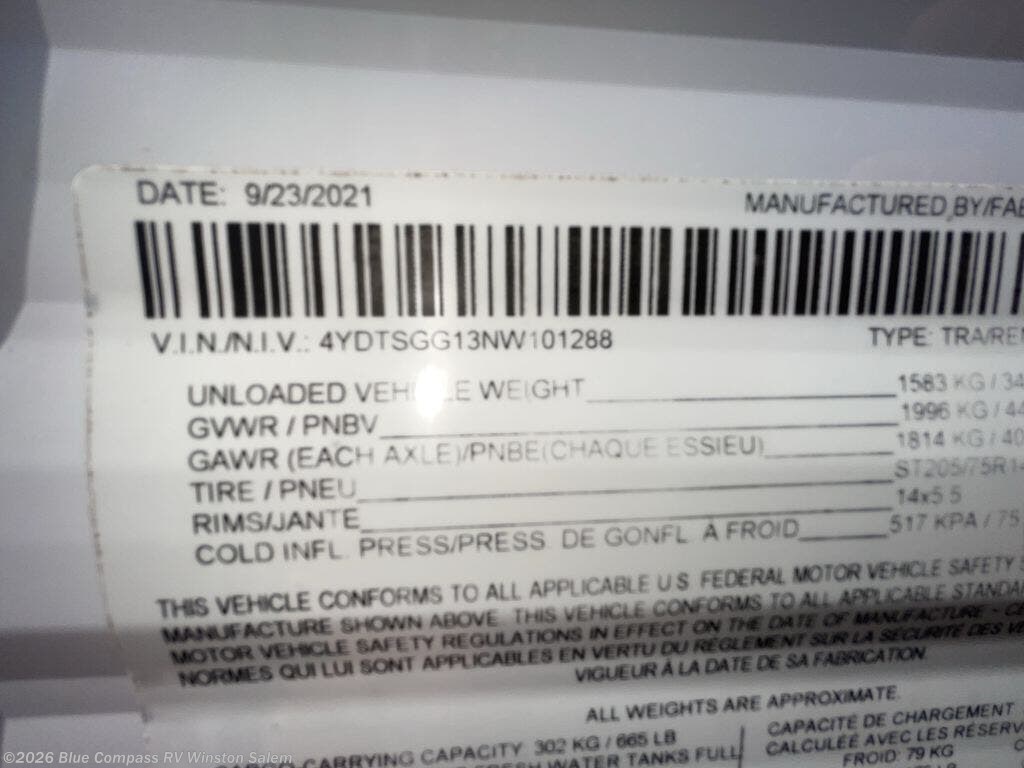 DATE: 9/23/2021
MANUFACTURED BY/FAB
V.I.N./N.I.V.: 4YDTSGG13NW101288
TYPE: TRA/REM
UNLOADED VEHICLE WEIGHT 1583 KG / 34
GVWR / PNBV 1996 KG / 44
GAWR (EACH AXLE)/PNBE(CHAQUE ESSIEU) 1814 KG / 40
TIRE / PNEU ST205/75R14
RIMS/JANTE 14x5.5
COLD INFL. PRESS/PRESS. DE GONFL. À FROID 517 KPA / 75
THIS VEHICLE CONFORMS TO ALL APPLICABLE U.S. FEDERAL MOTOR VEHICLE SAFETY S
MANUFACTURE SHOWN ABOVE. THIS VEHICLE CONFORMS TO ALL APPLICABLE STANDA
MOTOR VEHICLE SAFETY REGULATIONS IN EFFECT ON THE DATE OF MANUFACTURE - CE
NORMES QUI LUI SONT APPLICABLES EN VERTU DU RÈGLEMENT SUR LA SÉCURITÉ DES VÉ
VIGUEUR À LA DATE DE SA FABRICATION.
ALL WEIGHTS ARE APPROXIMATE.
CARRYING CAPACITY 302 KG / 665 LB
FRESH WATER TANKS FULL
CAPACITÉ DE CHARGEMENT
CALCULÉE AVEC LES RÉSERV
FROID: 79 KG
©2026 Blue Compass RV Winston Salem